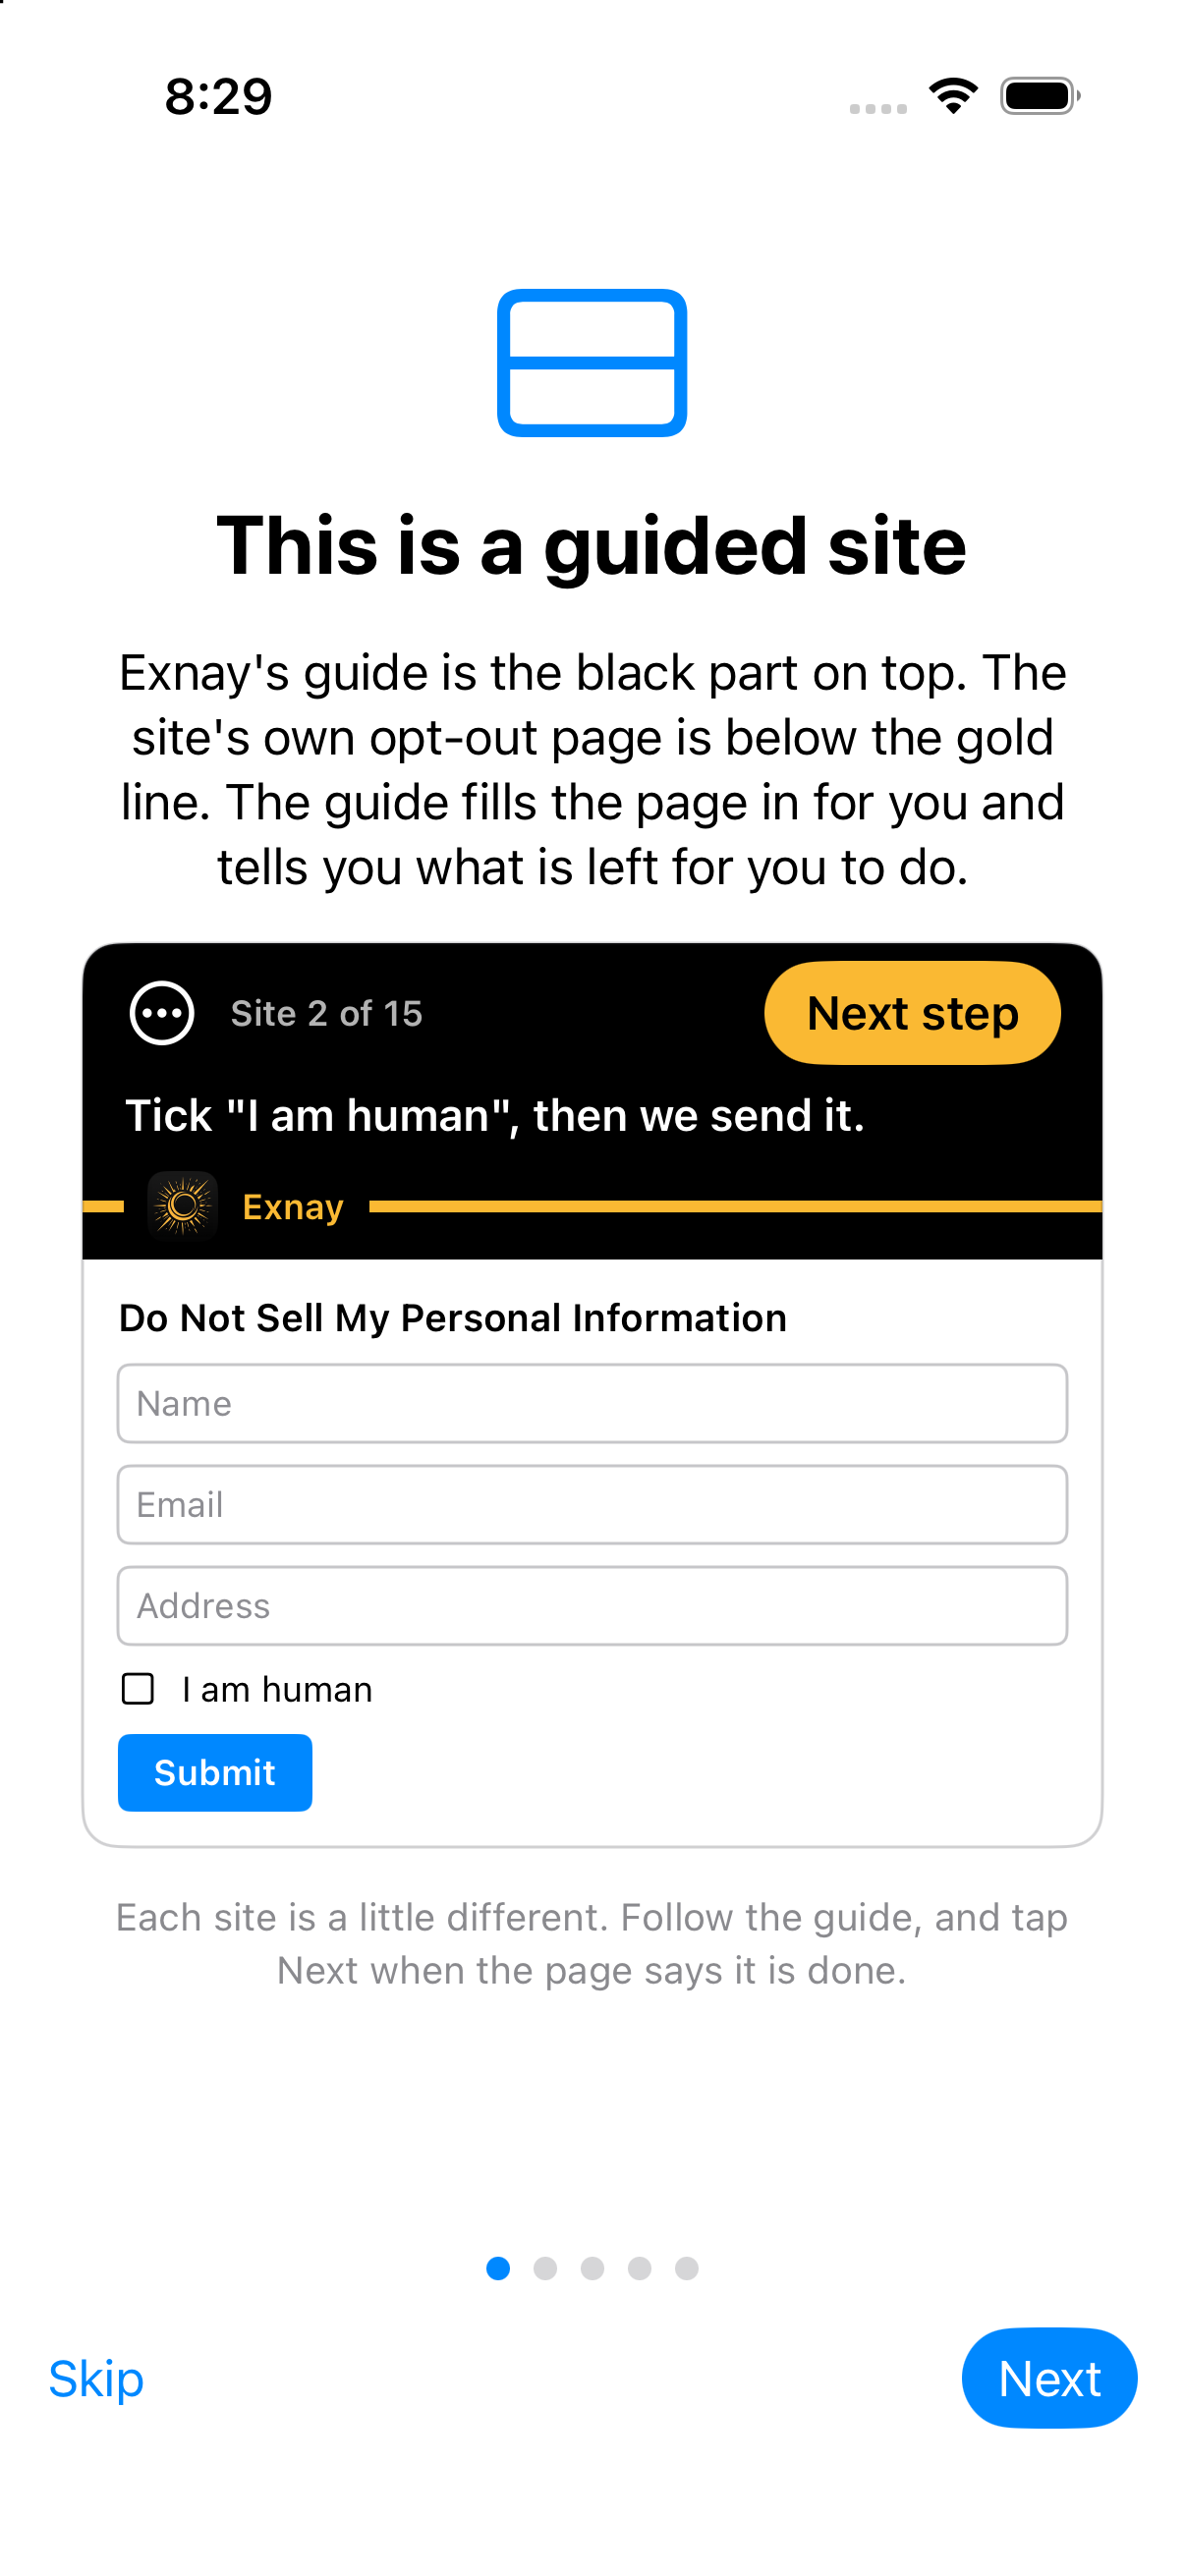 8:29
This is a guided site
Exnay's guide is the black part on top. The
site's own opt-out page is below the gold
line. The guide fills the page in for you and
tells you what is left for you to do.
Site 2 of 15
Next step
Tick "I am human", then we send it.
Exnay
Do Not Sell My Personal Information
Name
Email
Address
I am human
Submit
Each site is a little different. Follow the guide, and tap
Next when the page says it is done.
Skip
Next